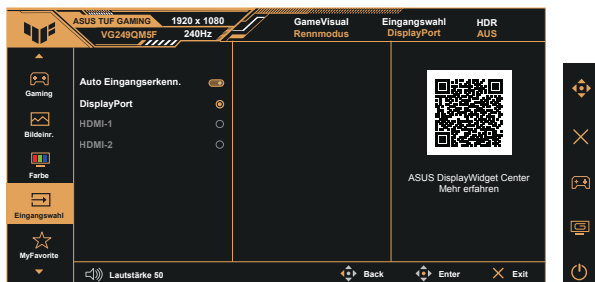 ASUS TUF GAMING 1920 x 1080
VG249QM5F 240Hz
GameVisual
Rennmodus
Eingangswahl
DisplayPort
HDR
AUS
Gaming
Bildeinr.
Farbe
Eingangswahl
MyFavorite
Auto Eingangserkenn.
DisplayPort
HDMI-1
HDMI-2
ASUS DisplayWidget Center
Mehr erfahren
Lautstärke 50
Back
Enter
Exit